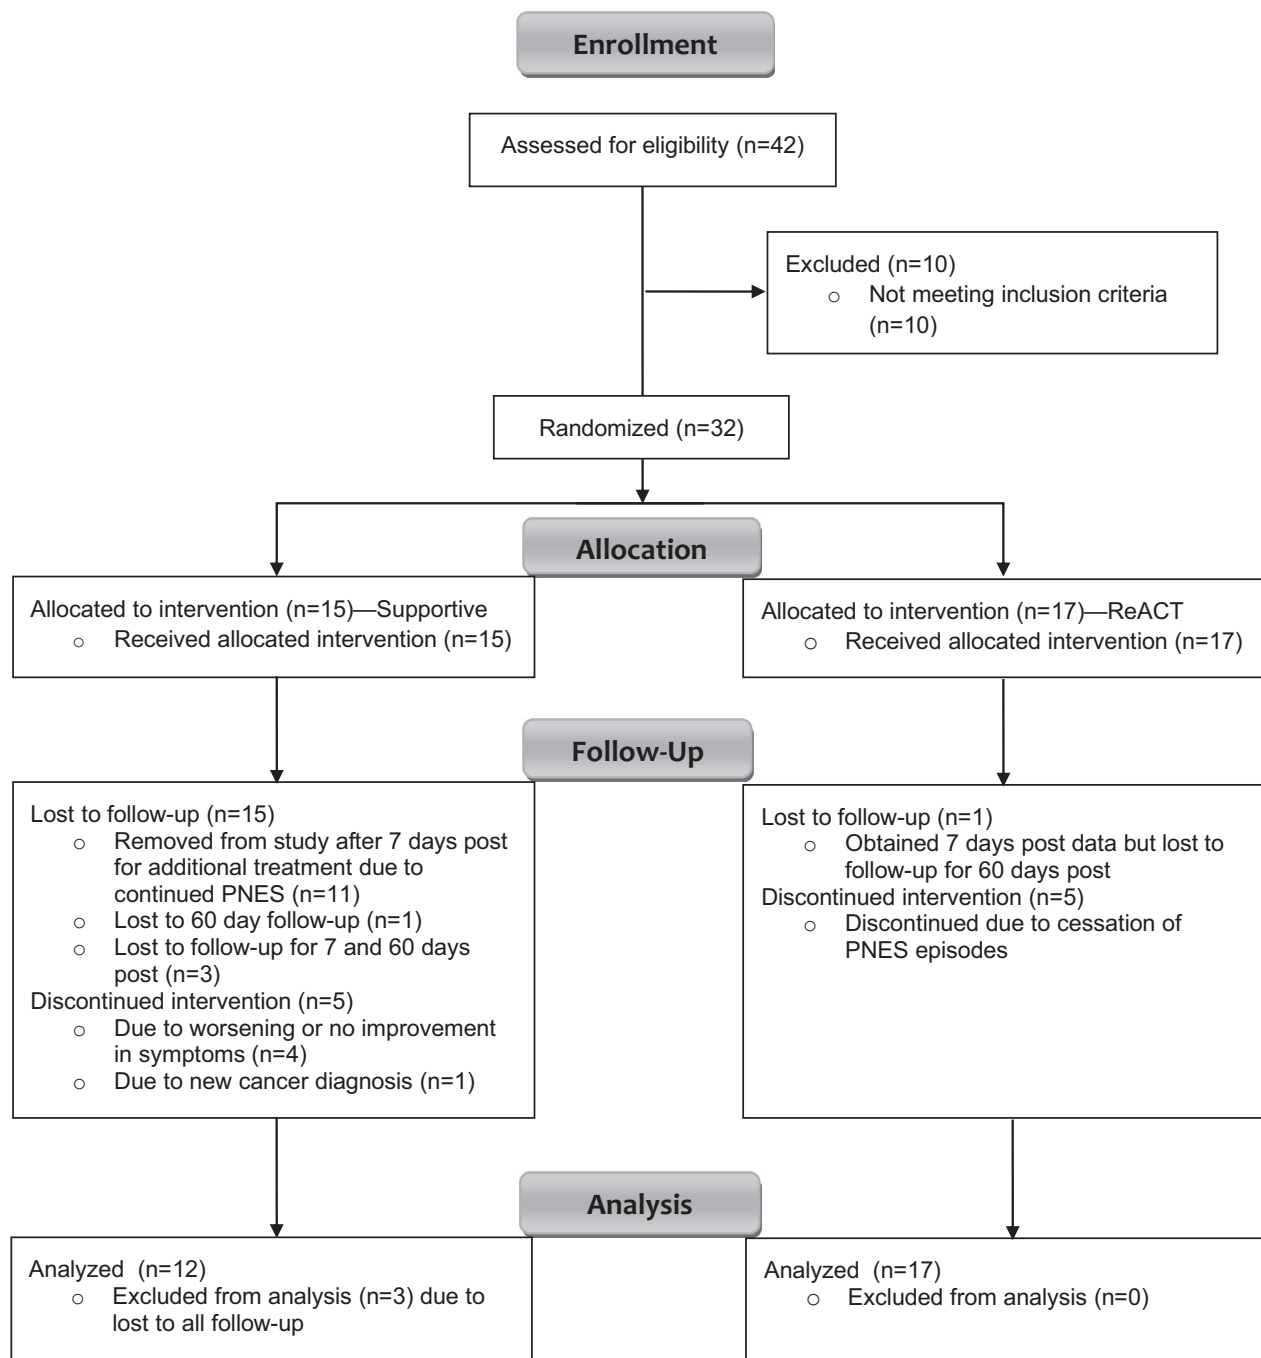 Enrollment
Assessed for eligibility (n=42)
Excluded (n=10)
○ Not meeting inclusion criteria
(n=10)
Randomized (n=32)
Allocation
Allocated to intervention (n=15)—Supportive
○ Received allocated intervention (n=15)
Allocated to intervention (n=17)—ReACT
○ Received allocated intervention (n=17)
Follow-Up
Lost to follow-up (n=15)
○ Removed from study after 7 days post
for additional treatment due to
continued PNES (n=11)
○ Lost to 60 day follow-up (n=1)
○ Lost to follow-up for 7 and 60 days
post (n=3)
Discontinued intervention (n=5)
○ Due to worsening or no improvement
in symptoms (n=4)
○ Due to new cancer diagnosis (n=1)
Lost to follow-up (n=1)
○ Obtained 7 days post data but lost to
follow-up for 60 days post
Discontinued intervention (n=5)
○ Discontinued due to cessation of
PNES episodes
Analysis
Analyzed (n=12)
○ Excluded from analysis (n=3) due to
lost to all follow-up
Analyzed (n=17)
○ Excluded from analysis (n=0)